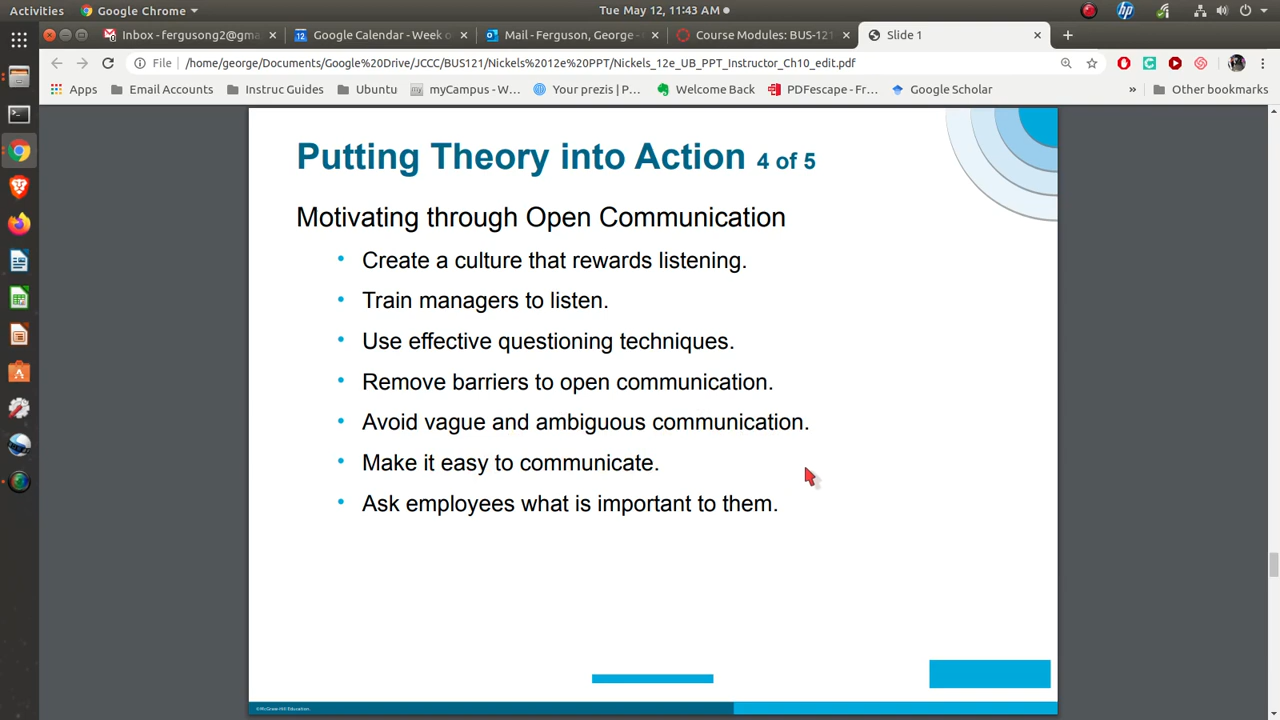 Activities
Google Chrome
Tue May 12, 11:43 AM
Inbox - fergusong2@gma
Google Calendar - Week o
Mail - Ferguson, George -
Course Modules: BUS-121
Slide 1
File
/home/george/Documents/Google%20Drive/JCCC/BUS121/Nickels%2012e%20PPT/Nickels_12e_UB_PPT_Instructor_Ch10_edit.pdf
Apps
Email Accounts
Instruc Guides
Ubuntu
myCampus - W...
Your prezis | P...
Welcome Back
PDFescape - Fr...
Google Scholar
»
Other bookmarks
Putting Theory into Action 4 of 5
Motivating through Open Communication
• Create a culture that rewards listening.
• Train managers to listen.
• Use effective questioning techniques.
• Remove barriers to open communication.
• Avoid vague and ambiguous communication.
• Make it easy to communicate.
• Ask employees what is important to them.
©McGraw-Hill Education.